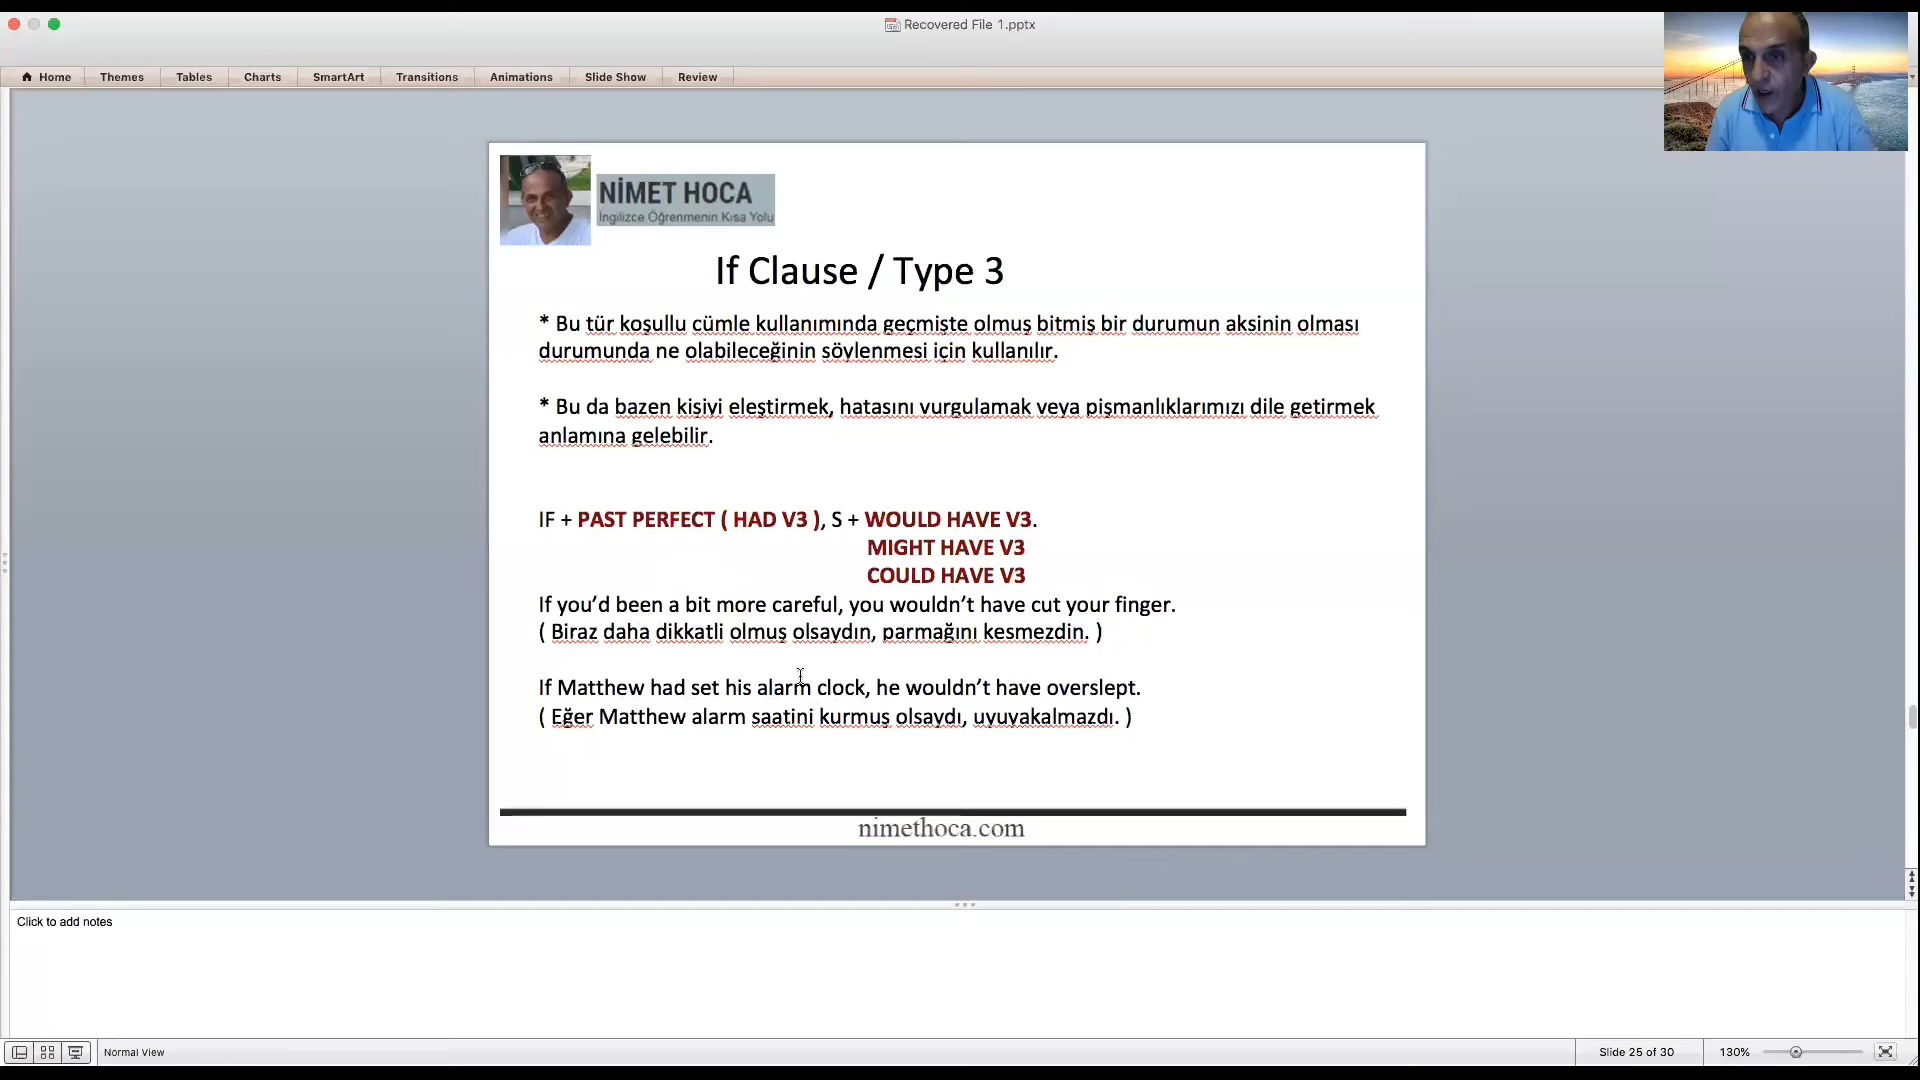 Recovered File 1.pptx
Home Themes Tables Charts SmartArt Transitions Animations Slide Show Review
NİMET HOCA
İngilizce Öğrenmenin Kısa Yolu
If Clause / Type 3
* Bu tür koşullu cümle kullanımında geçmişte olmuş bitmiş bir durumun aksinin olması
durumunda ne olabileceğinin söylenmesi için kullanılır.
* Bu da bazen kişiyi eleştirmek, hatasını vurgulamak veya pişmanlıklarımızı dile getirmek
anlamına gelebilir.
IF + PAST PERFECT ( HAD V3 ), S + WOULD HAVE V3.
MIGHT HAVE V3
COULD HAVE V3
If you’d been a bit more careful, you wouldn’t have cut your finger.
( Biraz daha dikkatli olmuş olsaydın, parmağını kesmezdin. )
If Matthew had set his alarm clock, he wouldn’t have overslept.
( Eğer Matthew alarm saatini kurmuş olsaydı, uyuyakalmazdı. )
nimethoca.com
Click to add notes
Normal View Slide 25 of 30 130%